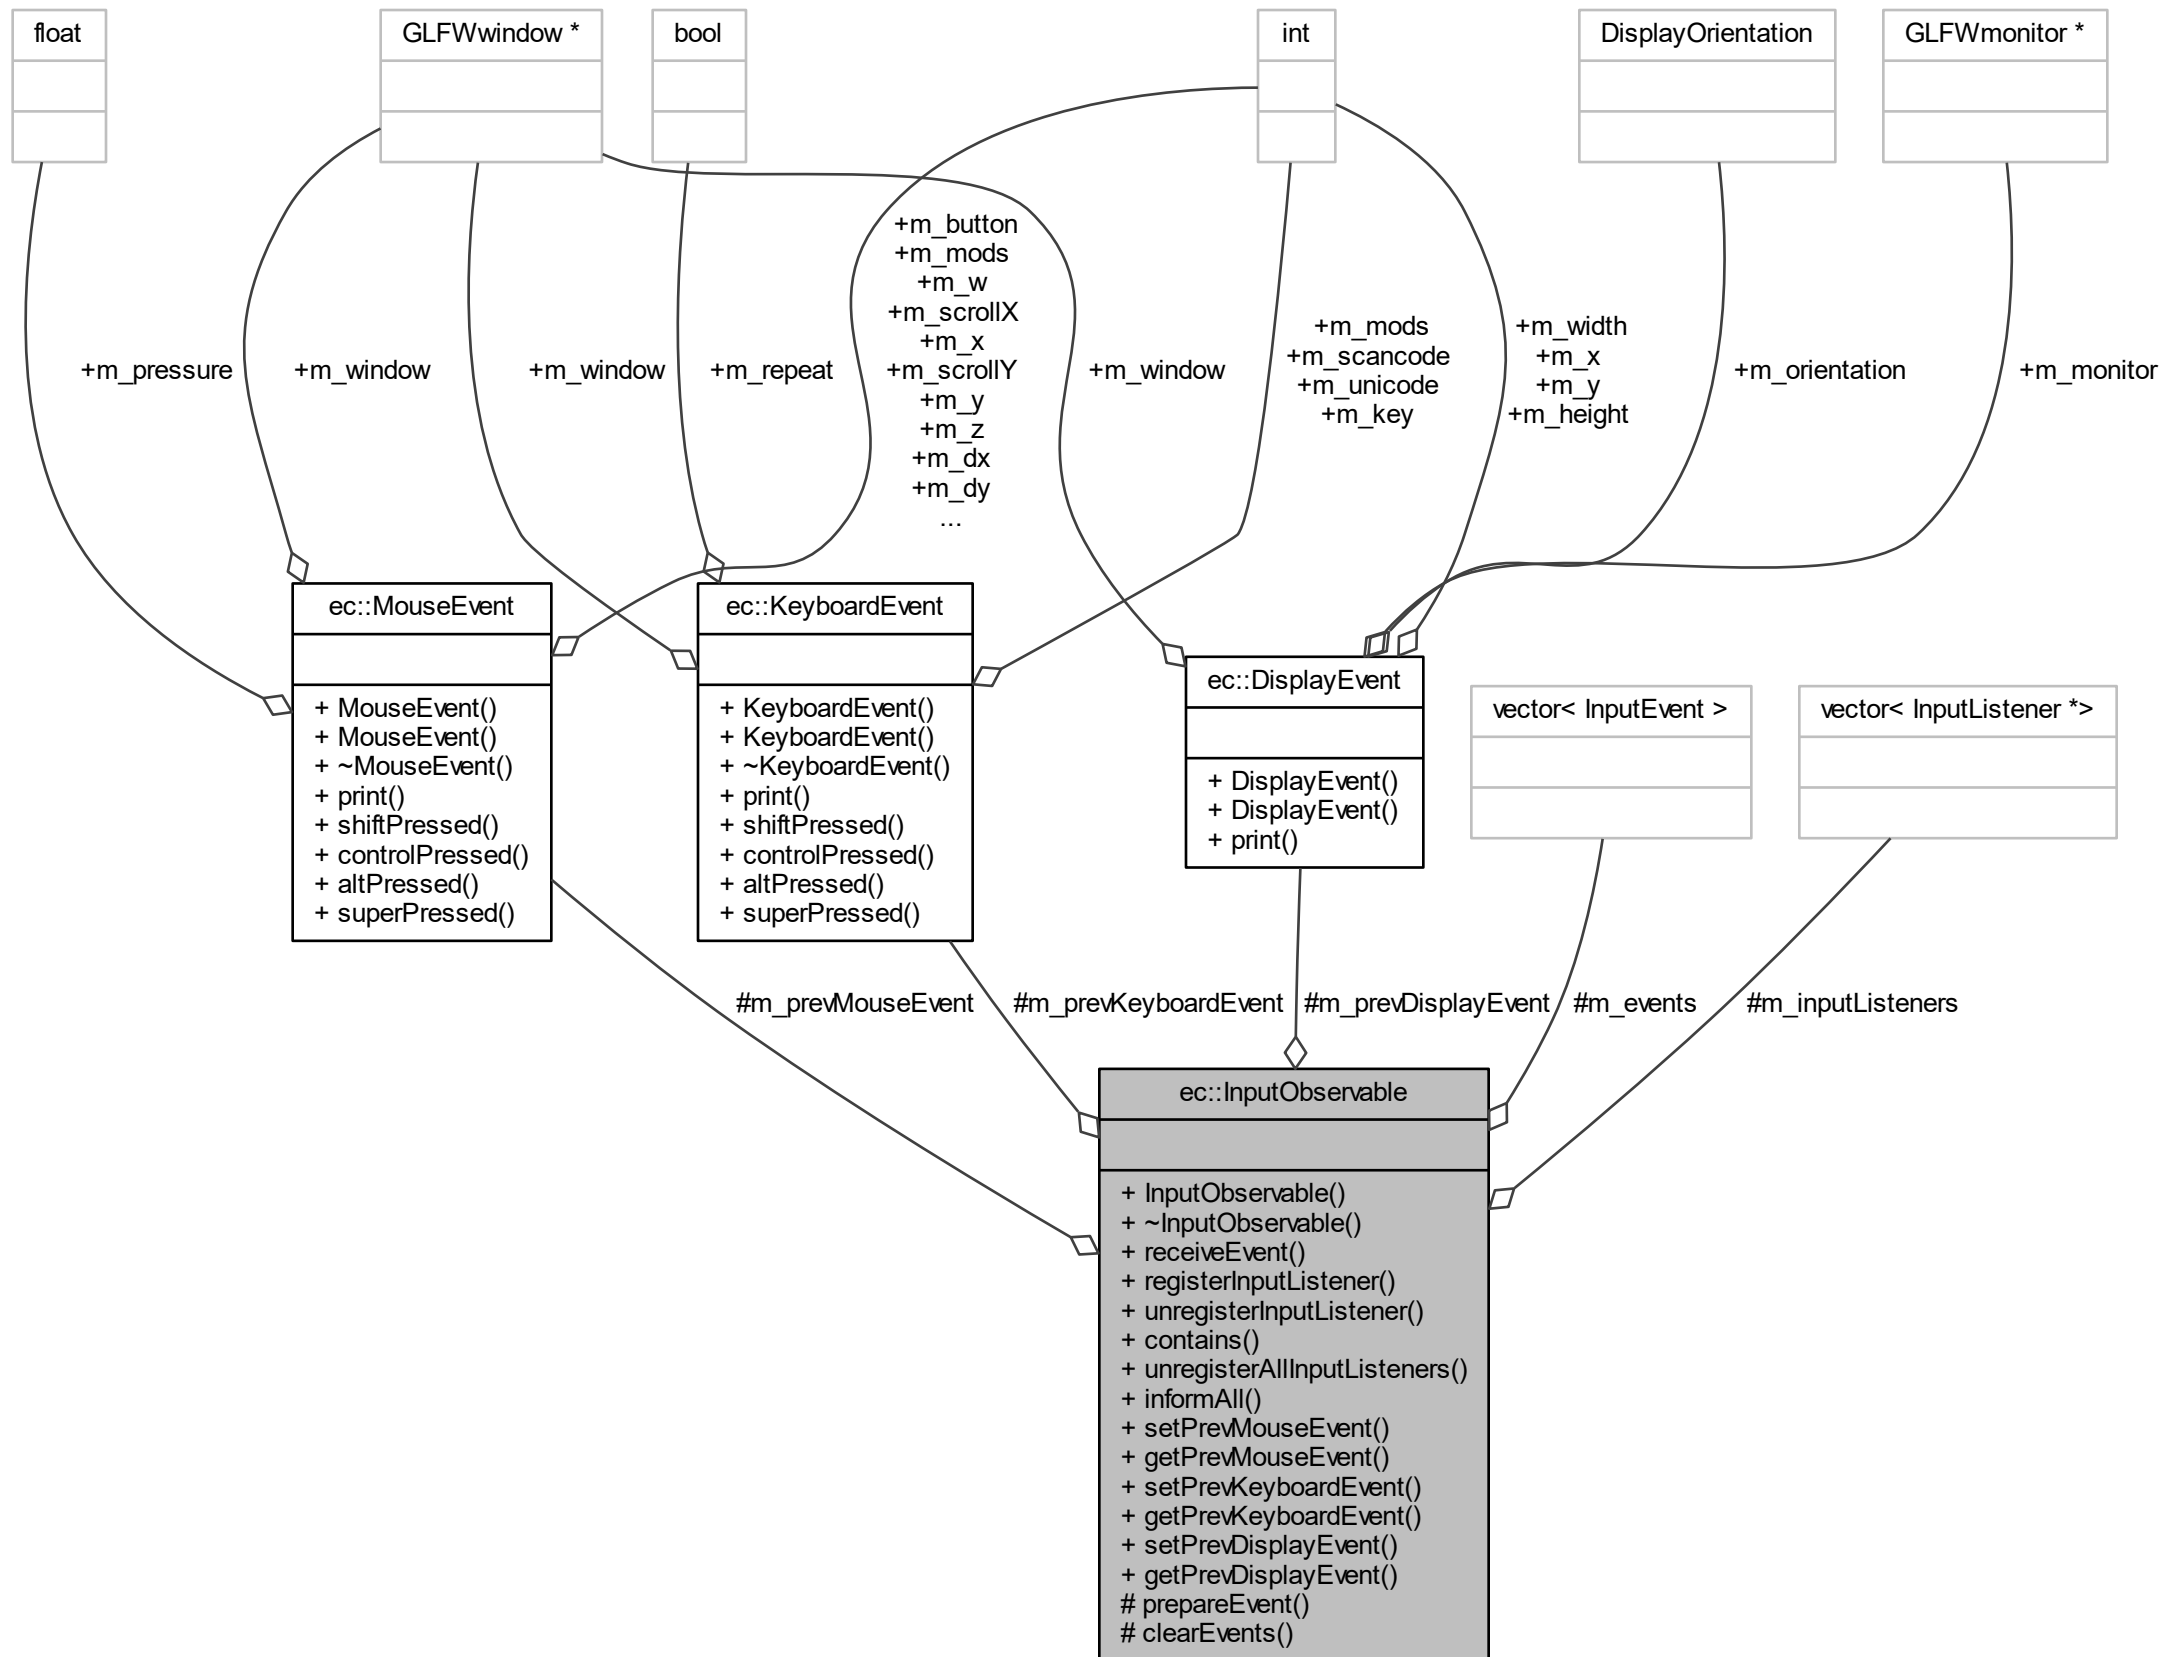 float
GLFWwindow *
bool
int
DisplayOrientation
GLFWmonitor *
+m_pressure
+m_window
+m_window
+m_repeat
+m_button
+m_mods
+m_w
+m_scrollX
+m_x
+m_scrollY
+m_y
+m_z
+m_dx
+m_dy
...
+m_window
+m_mods
+m_scancode
+m_unicode
+m_key
+m_width
+m_x
+m_y
+m_height
+m_orientation
+m_monitor
ec::MouseEvent
+ MouseEvent()
+ MouseEvent()
+ ~MouseEvent()
+ print()
+ shiftPressed()
+ controlPressed()
+ altPressed()
+ superPressed()
ec::KeyboardEvent
+ KeyboardEvent()
+ KeyboardEvent()
+ ~KeyboardEvent()
+ print()
+ shiftPressed()
+ controlPressed()
+ altPressed()
+ superPressed()
ec::DisplayEvent
+ DisplayEvent()
+ DisplayEvent()
+ print()
vector< InputEvent >
vector< InputListener *>
#m_prevMouseEvent
#m_prevKeyboardEvent
#m_prevDisplayEvent
#m_events
#m_inputListeners
ec::InputObservable
+ InputObservable()
+ ~InputObservable()
+ receiveEvent()
+ registerInputListener()
+ unregisterInputListener()
+ contains()
+ unregisterAllInputListeners()
+ informAll()
+ setPrevMouseEvent()
+ getPrevMouseEvent()
+ setPrevKeyboardEvent()
+ getPrevKeyboardEvent()
+ setPrevDisplayEvent()
+ getPrevDisplayEvent()
# prepareEvent()
# clearEvents()